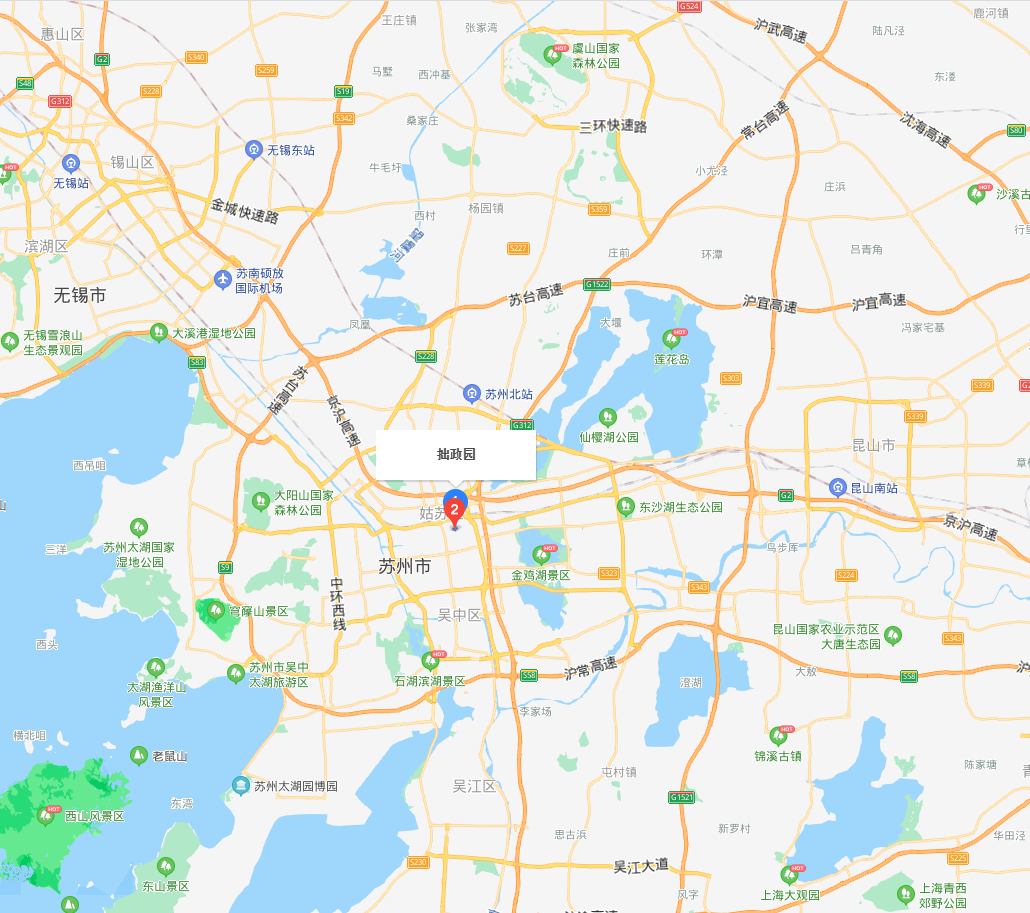 G524
鹿河镇
王庄镇
张家湾
沪武高速
陆凡泾
惠山区
虞山国家
森林公园
HOT
G2
S340
S259
马墅
西冲基
东溇
S48
S228
S19
G312
S342
桑家庄
三环快速路
常台高速
沈海高速
S80
无锡东站
锡山区
无锡站
HOT
牛毛圩
小尤泾
庄浜
HOT
沙溪古
金城快速路
西村
杨园镇
S359
滨湖区
S227
庄前
环潭
吕青角
苏南硕放
国际机场
G1522
无锡市
苏台高速
沪宜高速
沪宜高速
凤凰
大堰
冯家宅基
无锡雪浪山
生态景观园
大溪港湿地公园
HOT
莲花岛
S83
S228
苏台高速
S303
S339
苏州北站
京沪高速
仙樱湖公园
S339
G312
拙政园
昆山市
西吊咀
大阳山国家
森林公园
昆山南站
G2
姑苏
2
东沙湖生态公园
京沪高速
苏州太湖国家
湿地公园
三洋
HOT
金鸡湖景区
鸟步厍
苏州市
S9
S323
S343
S224
中环西线
穹窿山景区
吴中区
昆山国家农业示范区
大唐生态园
S343
西头
HOT
石湖滨湖景区
苏州市吴中
太湖旅游区
沪常高速
S58
澄湖
大敖
S58
太湖渔洋山
风景区
李家场
横北咀
HOT
锦溪古镇
老鼠山
苏州太湖园博园
吴江区
屯村镇
陈家塘
东湾
G1521
HOT
西山风景区
思古浜
新罗村
华田泾
S230
吴江大道
S225
东山景区
HOT
上海大观园
风字
上海青西
郊野公园